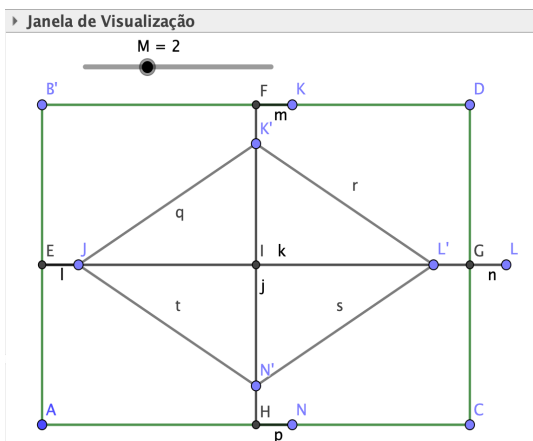 Janela de Visualização
M = 2
B' F K D
m
K'
q r
E J I k L' G L
l j n
t s
N'
A H N C
p